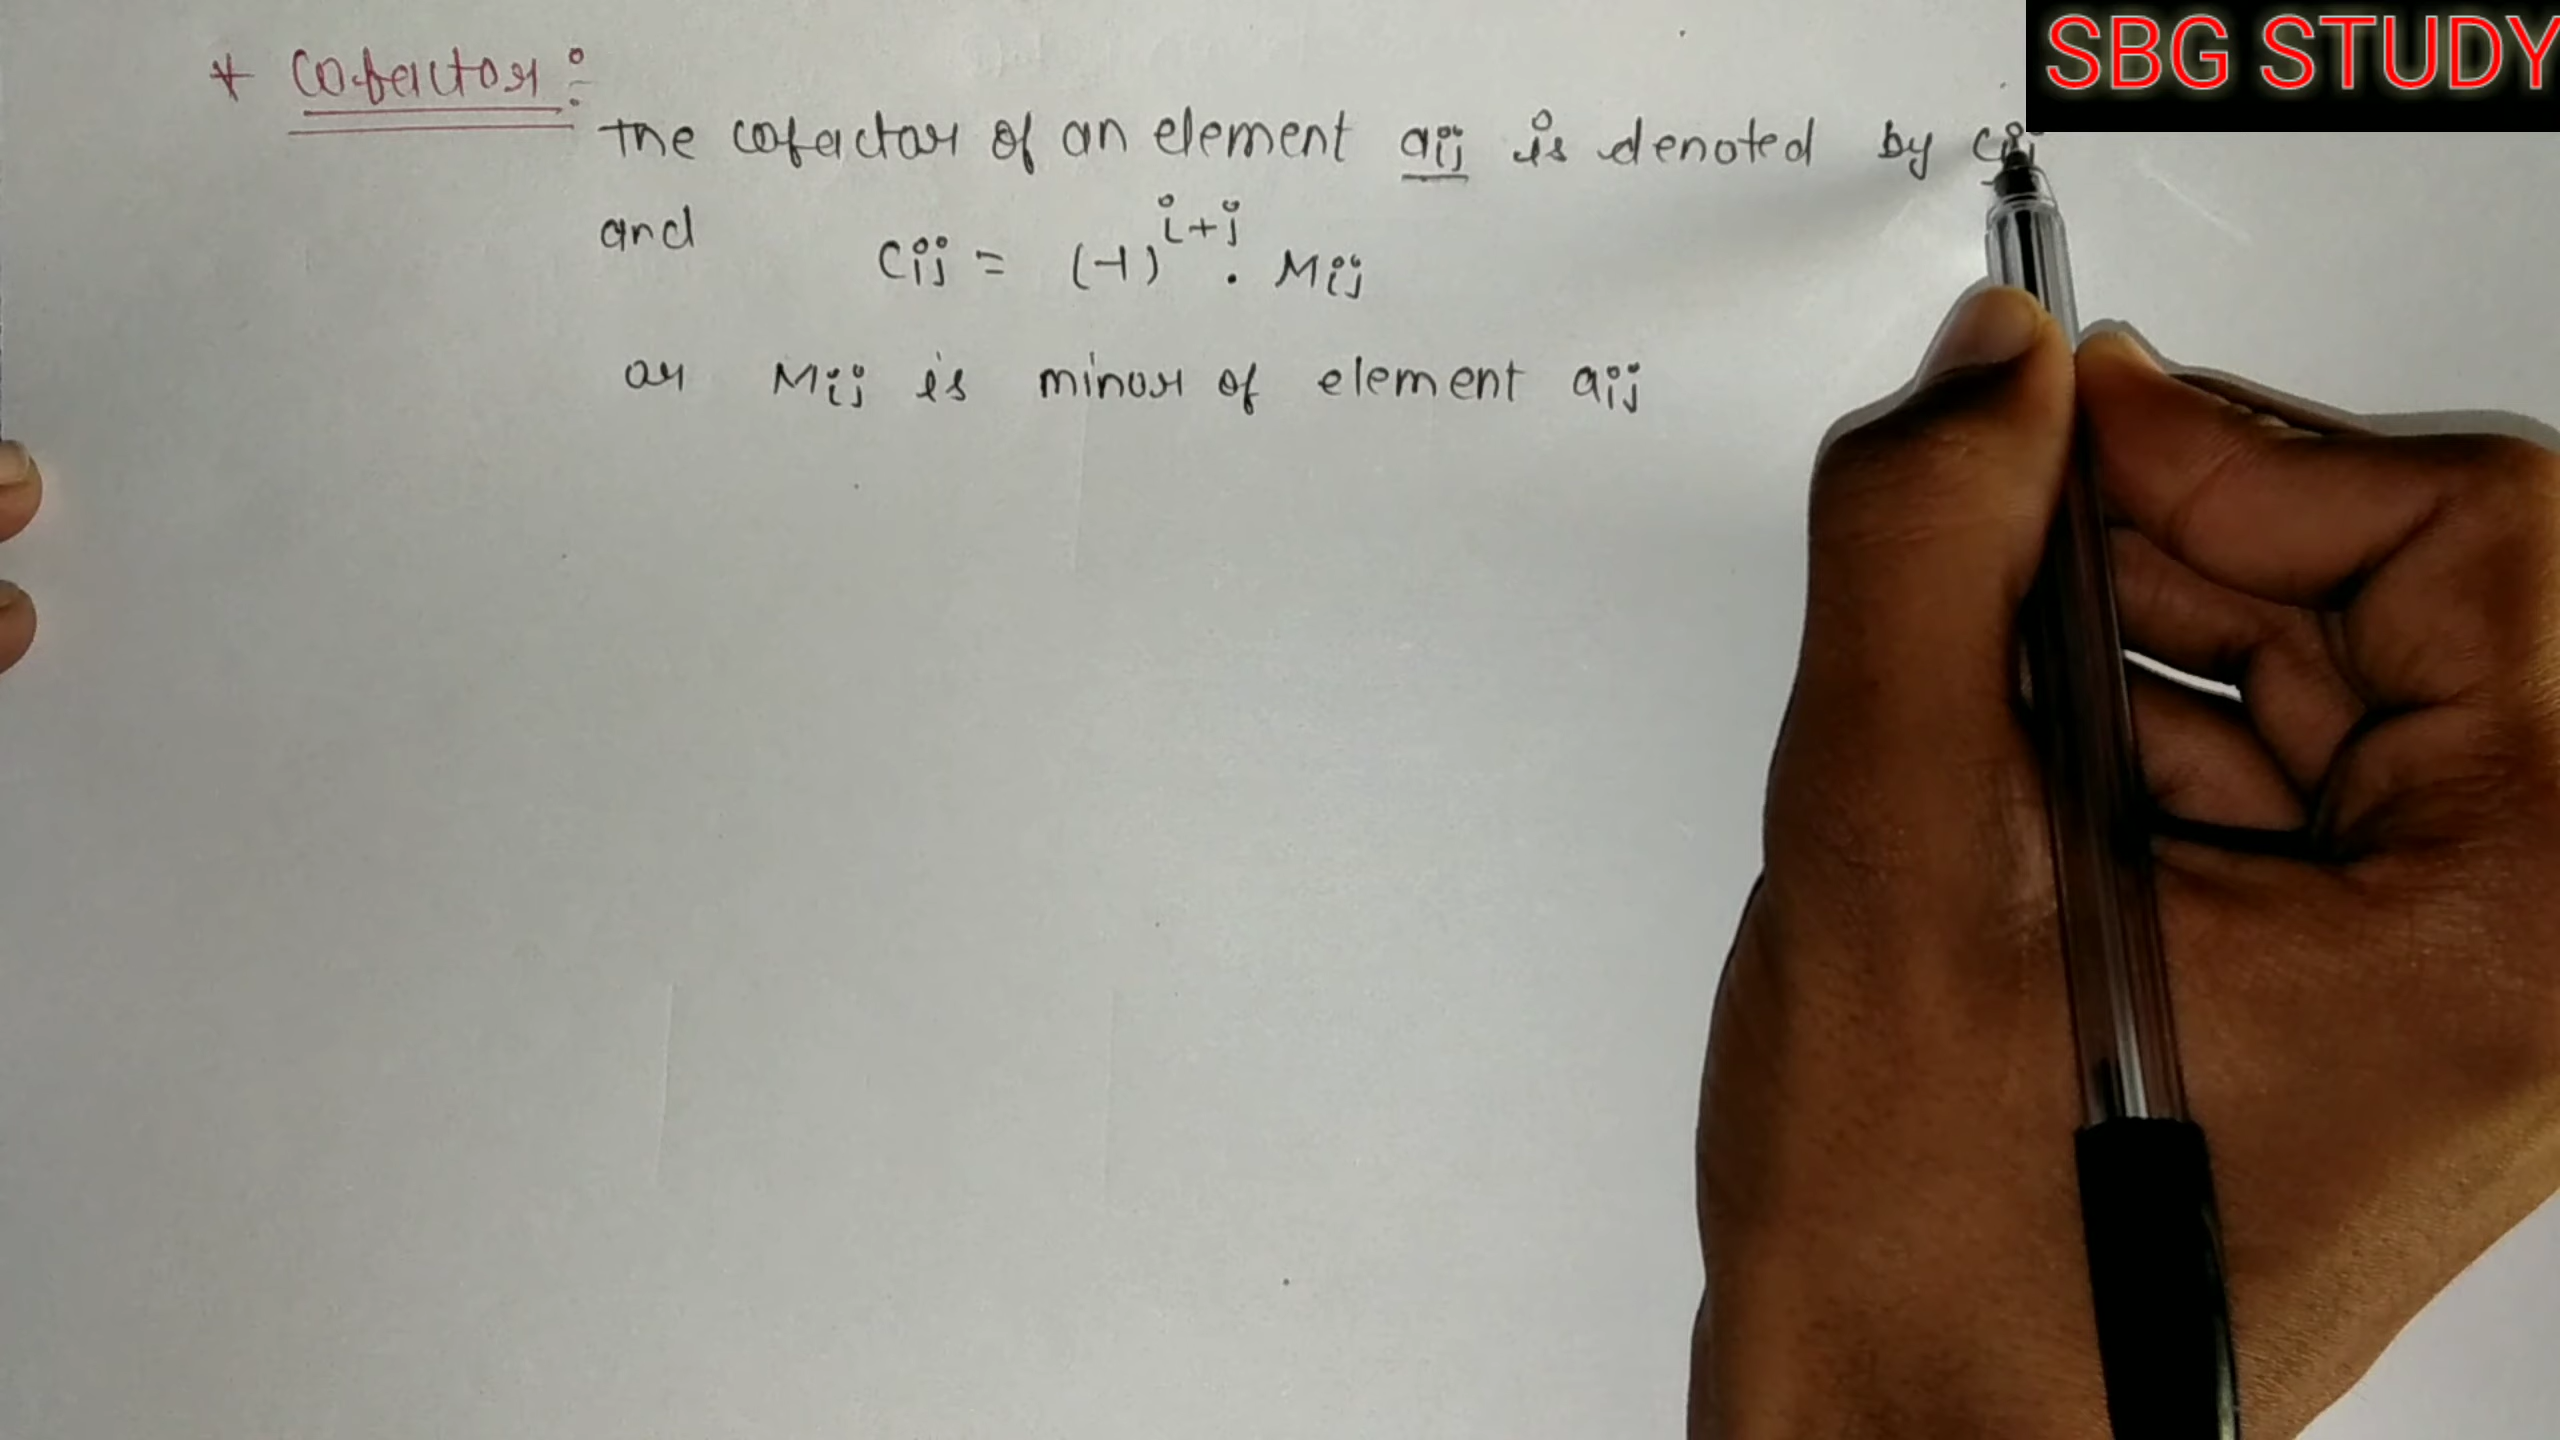 SBG STUDY
* Cofactor :-
The cofactor of an element aij is denoted by Cij
and Cij = (-1)^i+j . Mij
or Mij is minor of element aij